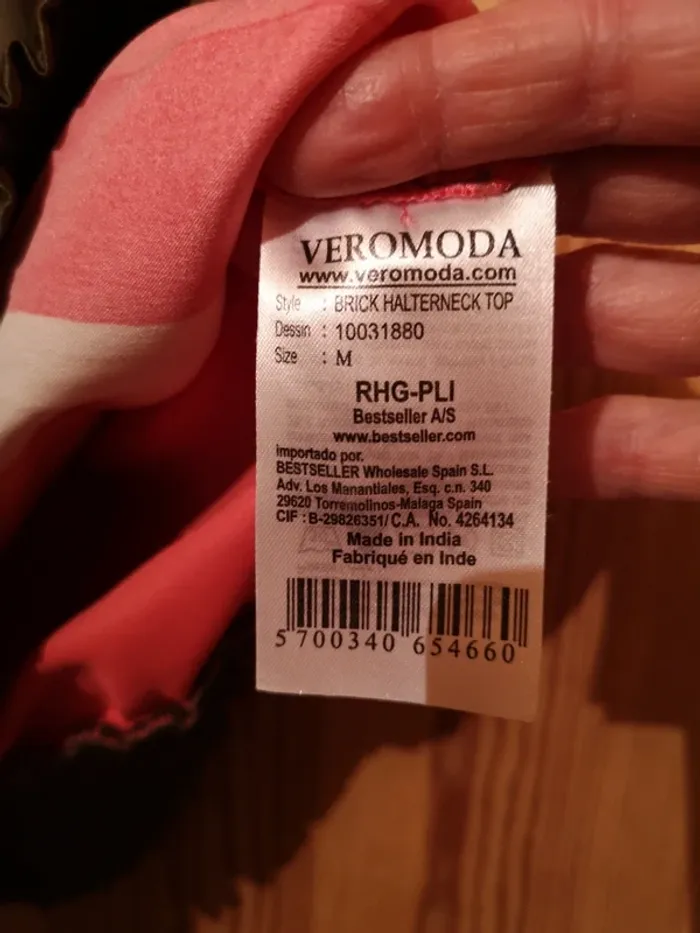 VEROMODA
www.veromoda.com
Style : BRICK HALTERNECK TOP
Dessin : 10031880
Size : M
RHG-PLI
Bestseller A/S
www.bestseller.com
importado por.
BESTSELLER Wholesale Spain S.L.
Adv. Los Manantiales, Esq. c.n. 340
29620 Torremolinos-Malaga Spain
CIF : B-29826351/ C.A. No. 4264134
Made in India
Fabriqué en Inde
5 700340 654660